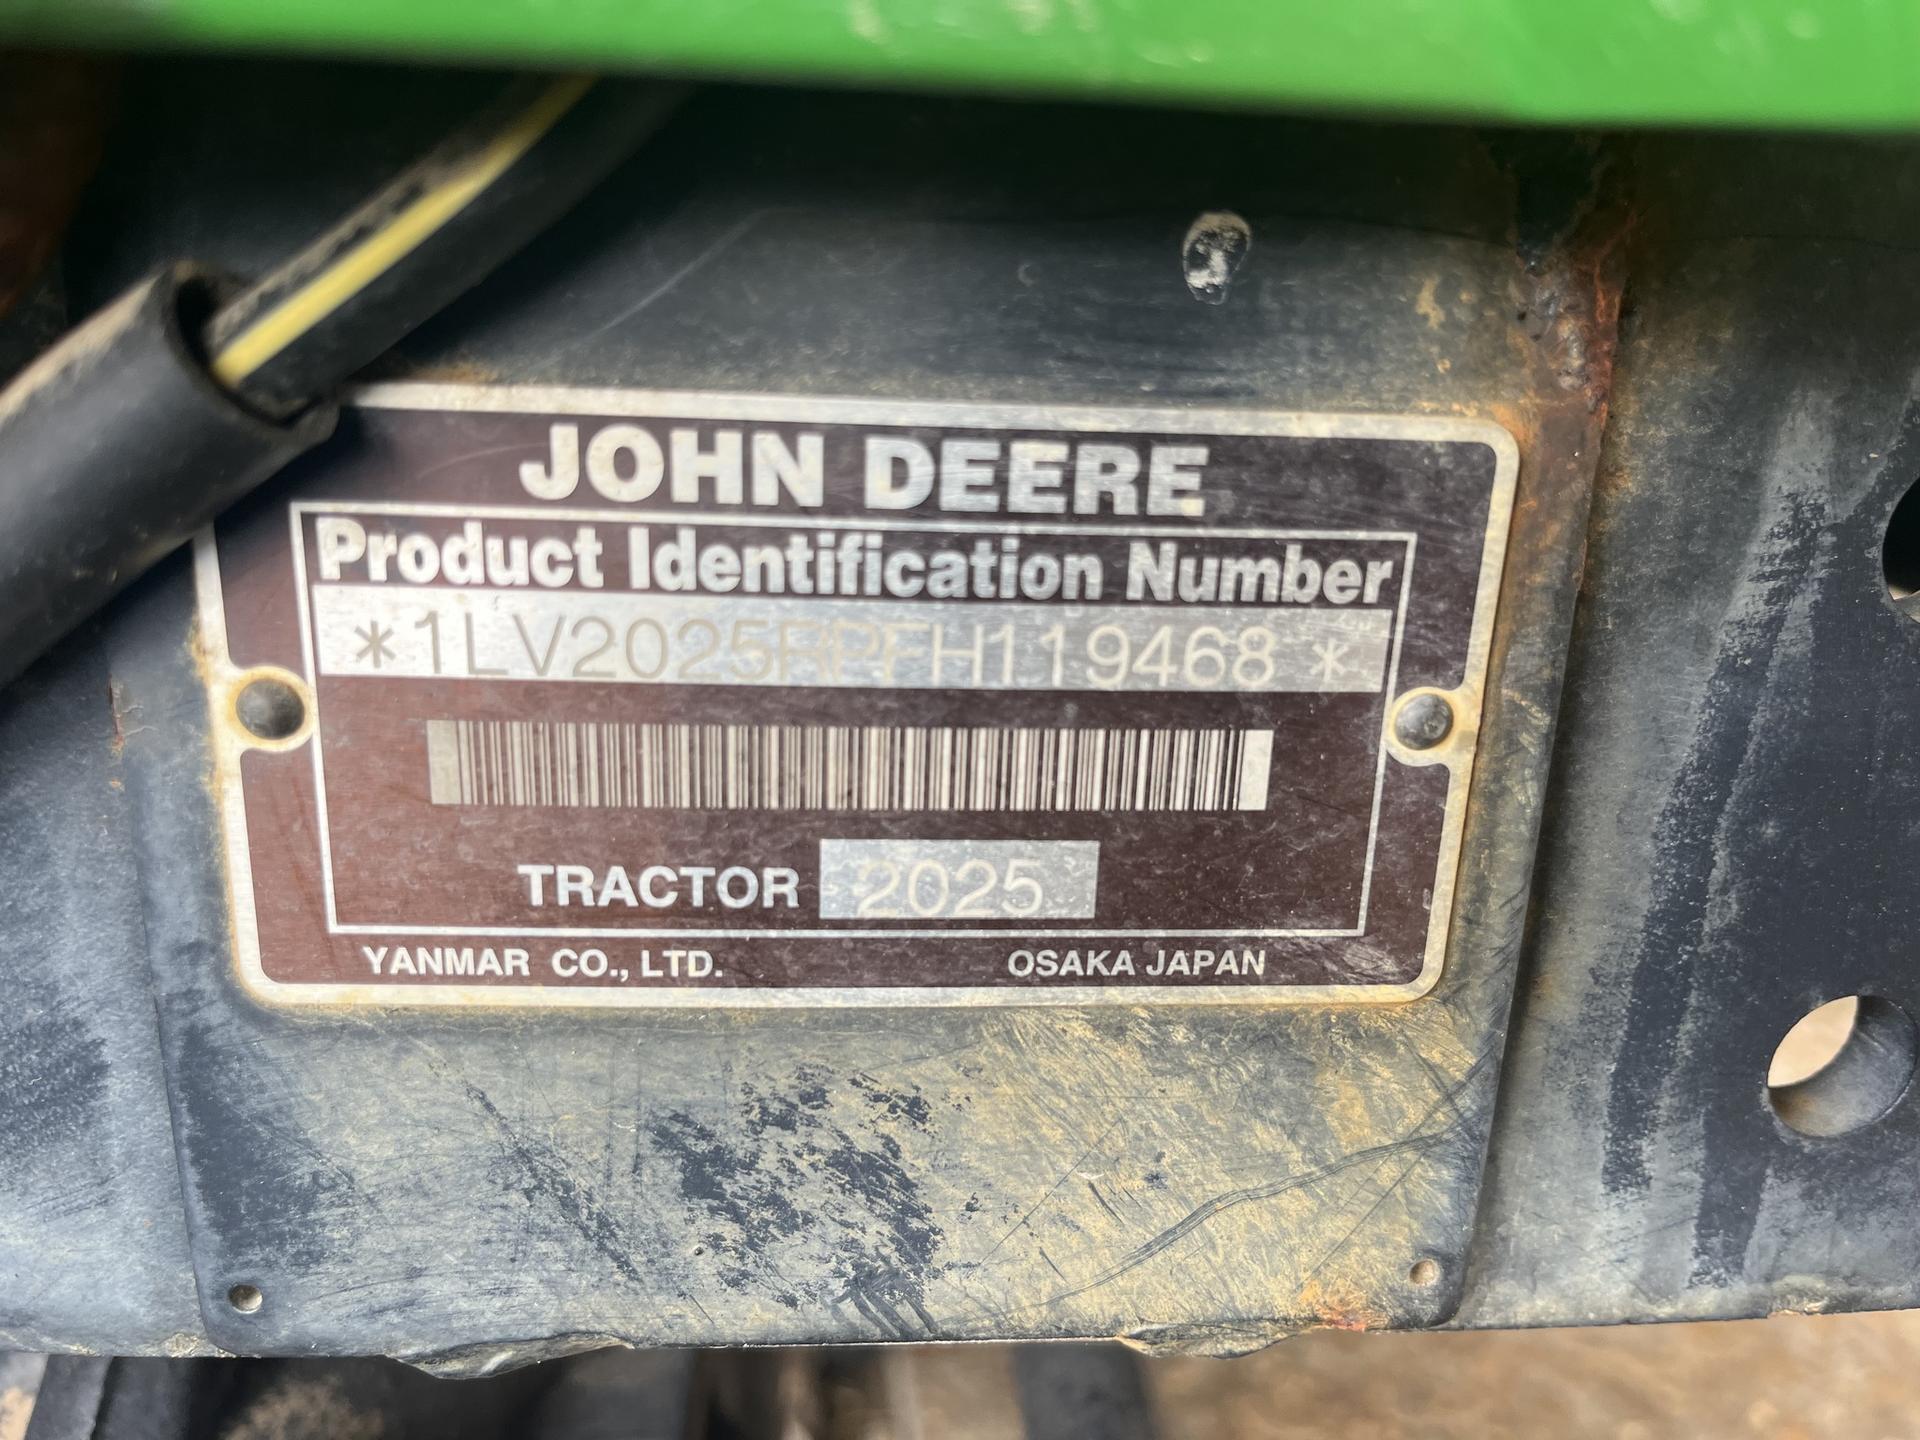 JOHN DEERE
Product Identification Number
*1LV2025RPFH119468*
TRACTOR 2025
YANMAR CO., LTD. OSAKA JAPAN